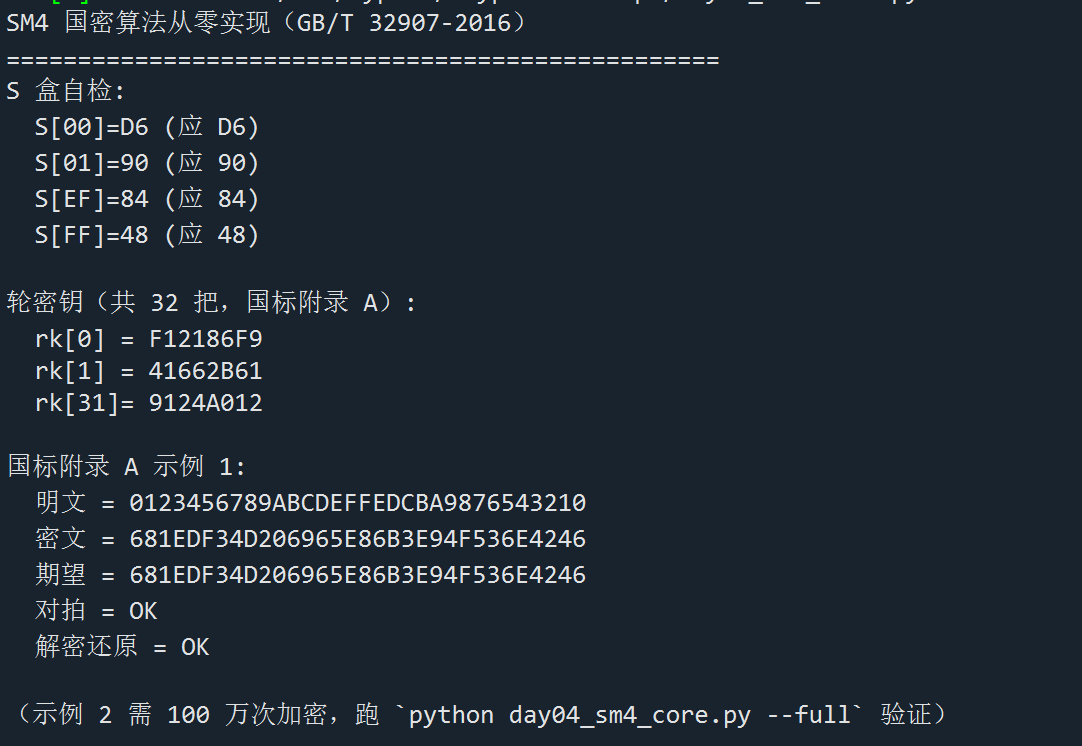 SM4 国密算法从零实现（GB/T 32907-2016）
==================================================
S 盒自检:
  S[00]=D6 (应 D6)
  S[01]=90 (应 90)
  S[EF]=84 (应 84)
  S[FF]=48 (应 48)

轮密钥（共 32 把，国标附录 A）:
  rk[0] = F12186F9
  rk[1] = 41662B61
  rk[31]= 9124A012

国标附录 A 示例 1:
  明文 = 0123456789ABCDEFFEDCBA9876543210
  密文 = 681EDF34D206965E86B3E94F536E4246
  期望 = 681EDF34D206965E86B3E94F536E4246
  对拍 = OK
  解密还原 = OK

（示例 2 需 100 万次加密，跑 `python day04_sm4_core.py --full` 验证）